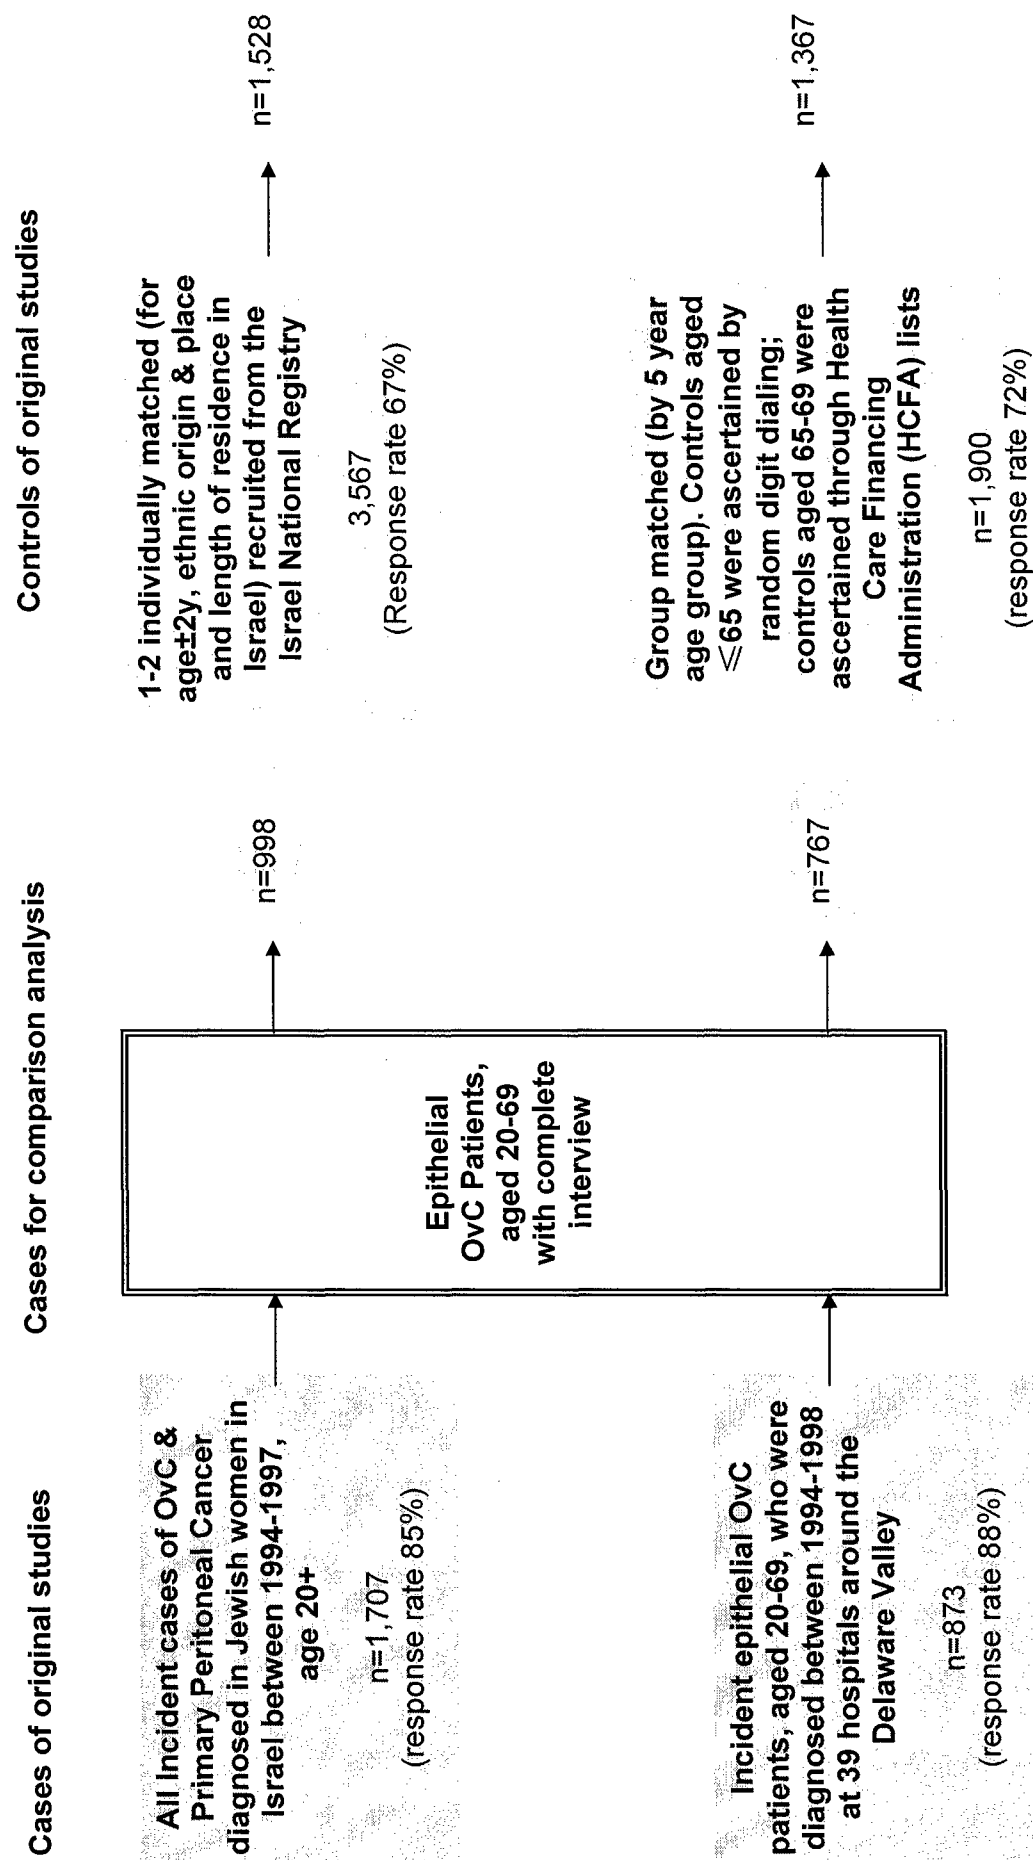 Cases of original studies
Cases for comparison analysis
Controls of original studies
All Incident cases of OvC &
Primary Peritoneal Cancer
diagnosed in Jewish women in
Israel between 1994-1997,
age 20+
n=1,707
(response rate 85%)
Epithelial
OvC Patients,
aged 20-69
with complete
interview
n=998
1-2 individually matched (for
age±2y, ethnic origin & place
and length of residence in
Israel) recruited from the
Israel National Registry
3,567
(Response rate 67%)
n=1,528
Incident epithelial OvC
patients, aged 20-69, who were
diagnosed between 1994-1998
at 39 hospitals around the
Delaware Valley
n=873
(response rate 88%)
n=767
Group matched (by 5 year
age group). Controls aged
≤65 were ascertained by
random digit dialing;
controls aged 65-69 were
ascertained through Health
Care Financing
Administration (HCFA) lists
n=1,900
(response rate 72%)
n=1,367